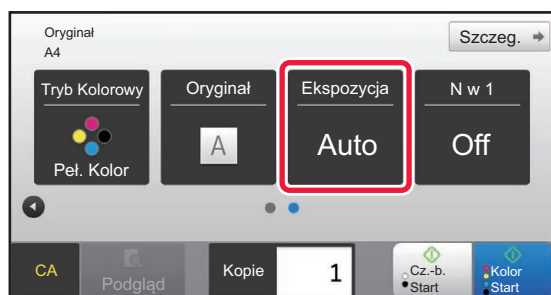 Oryginał
A4
Szczeg.
Tryb Kolorowy
Peł. Kolor
Oryginał
A
Ekspozycja
Auto
N w 1
Off
CA
Podgląd
Kopie
1
Cz.-b.
Start
Kolor
Start